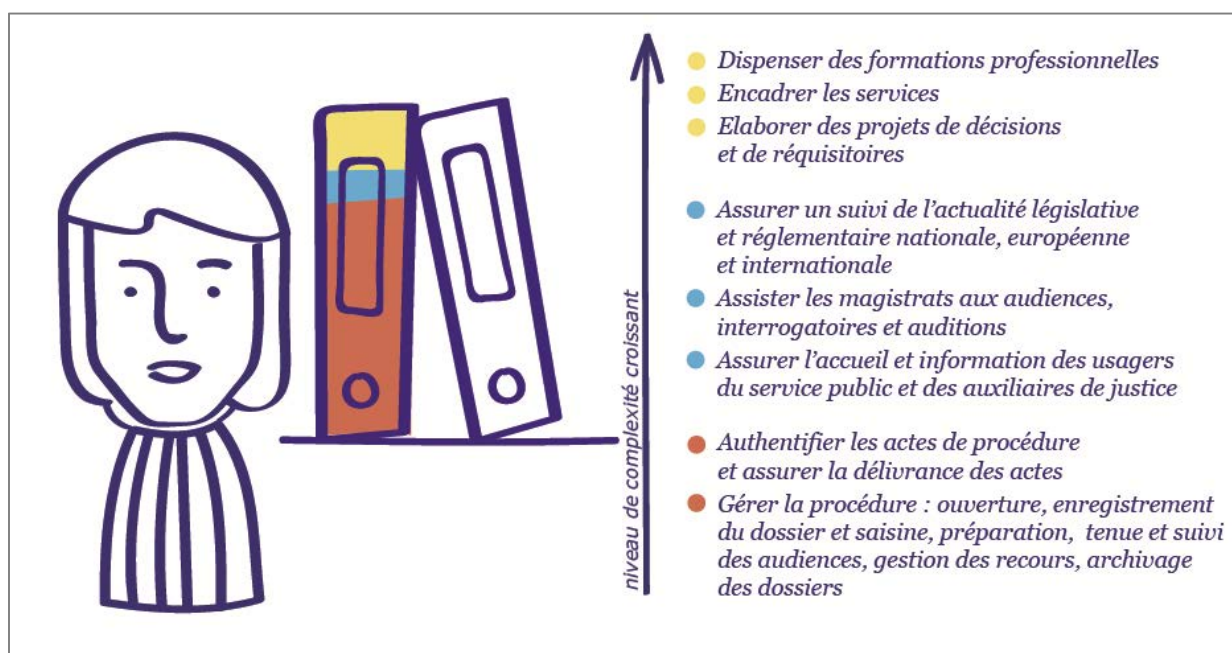 Dispenser des formations professionnelles
Encadrer les services
Elaborer des projets de décisions
et de réquisitoires
Assurer un suivi de l'actualité législative
et réglementaire nationale, européenne
et internationale
Assister les magistrats aux audiences,
interrogatoires et auditions
Assurer l'accueil et information des usagers
du service public et des auxiliaires de justice
Authentifier les actes de procédure
et assurer la délivrance des actes
Gérer la procédure : ouverture, enregistrement
du dossier et saisine, préparation, tenue et suivi
des audiences, gestion des recours, archivage
des dossiers
niveau de complexité croissant